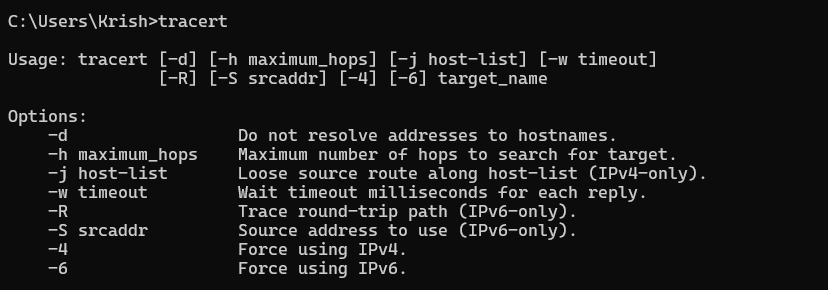 C:\Users\Krish>tracert
Usage: tracert [-d] [-h maximum_hops] [-j host-list] [-w timeout]
               [-R] [-S srcaddr] [-4] [-6] target_name
Options:
    -d                 Do not resolve addresses to hostnames.
    -h maximum_hops    Maximum number of hops to search for target.
    -j host-list       Loose source route along host-list (IPv4-only).
    -w timeout         Wait timeout milliseconds for each reply.
    -R                 Trace round-trip path (IPv6-only).
    -S srcaddr         Source address to use (IPv6-only).
    -4                 Force using IPv4.
    -6                 Force using IPv6.